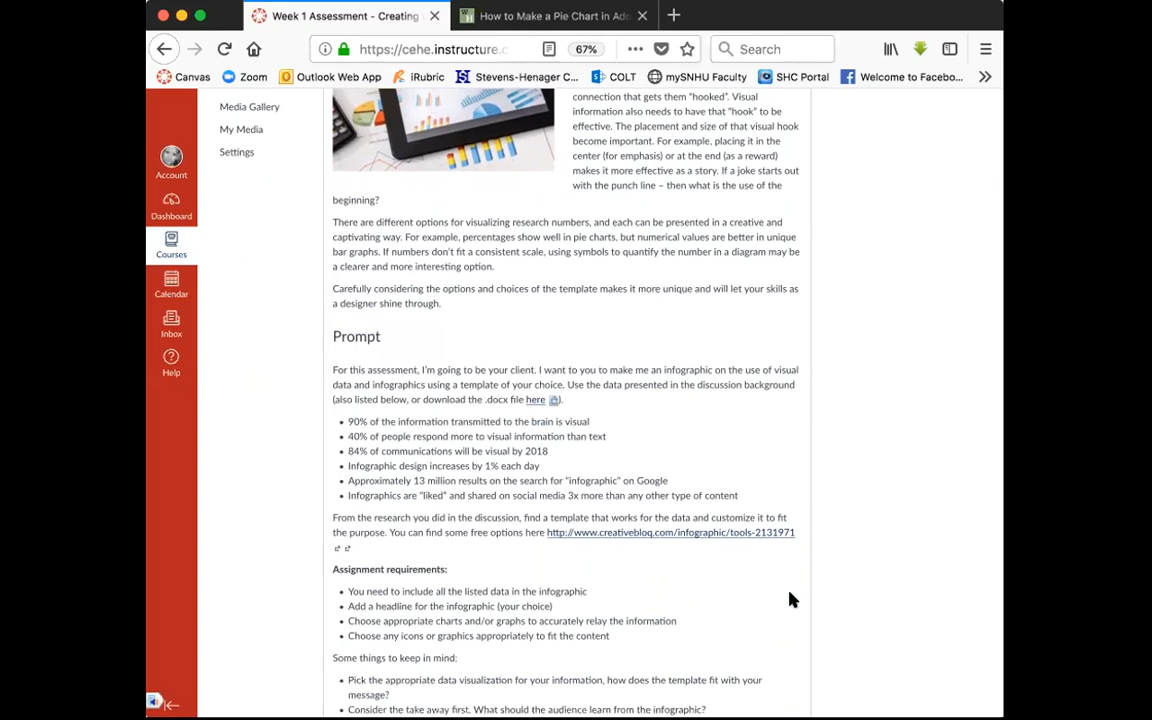 Week 1 Assessment - Creating
How to Make a Pie Chart in Ado
https://cehe.instructure.c
67%
Search
Canvas
Zoom
Outlook Web App
iRubric
Stevens-Henager C...
COLT
mySNHU Faculty
SHC Portal
Welcome to Facebo...
Account
Dashboard
Courses
Calendar
Inbox
Help
Media Gallery
My Media
Settings
connection that gets them "hooked". Visual
information also needs to have that "hook" to be
effective. The placement and size of that visual hook
become important. For example, placing it in the
center (for emphasis) or at the end (as a reward)
makes it more effective as a story. If a joke starts out
with the punch line – then what is the use of the
beginning?
There are different options for visualizing research numbers, and each can be presented in a creative and
captivating way. For example, percentages show well in pie charts, but numerical values are better in unique
bar graphs. If numbers don't fit a consistent scale, using symbols to quantify the number in a diagram may be
a clearer and more interesting option.
Carefully considering the options and choices of the template makes it more unique and will let your skills as
a designer shine through.
Prompt
For this assessment, I'm going to be your client. I want to you to make me an infographic on the use of visual
data and infographics using a template of your choice. Use the data presented in the discussion background
(also listed below, or download the .docx file here ).
• 90% of the information transmitted to the brain is visual
• 40% of people respond more to visual information than text
• 84% of communications will be visual by 2018
• Infographic design increases by 1% each day
• Approximately 13 million results on the search for "infographic" on Google
• Infographics are "liked" and shared on social media 3x more than any other type of content
From the research you did in the discussion, find a template that works for the data and customize it to fit
the purpose. You can find some free options here http://www.creativebloq.com/infographic/tools-2131971
Assignment requirements:
• You need to include all the listed data in the infographic
• Add a headline for the infographic (your choice)
• Choose appropriate charts and/or graphs to accurately relay the information
• Choose any icons or graphics appropriately to fit the content
Some things to keep in mind:
• Pick the appropriate data visualization for your information, how does the template fit with your
message?
• Consider the take away first. What should the audience learn from the infographic?